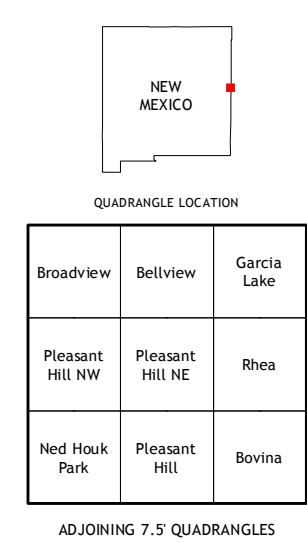 NEW
MEXICO
QUADRANGLE LOCATION
Broadview
Bellview
Garcia
Lake
Pleasant
Hill NW
Pleasant
Hill NE
Rhea
Ned Houk
Park
Pleasant
Hill
Bovina
ADJOINING 7.5' QUADRANGLES